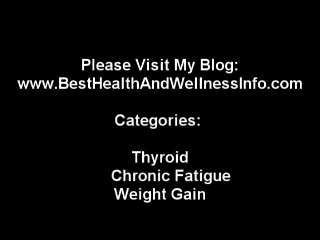 Please Visit My Blog:
www.BestHealthAndWellnessInfo.com
Categories:
Thyroid
Chronic Fatigue
Weight Gain